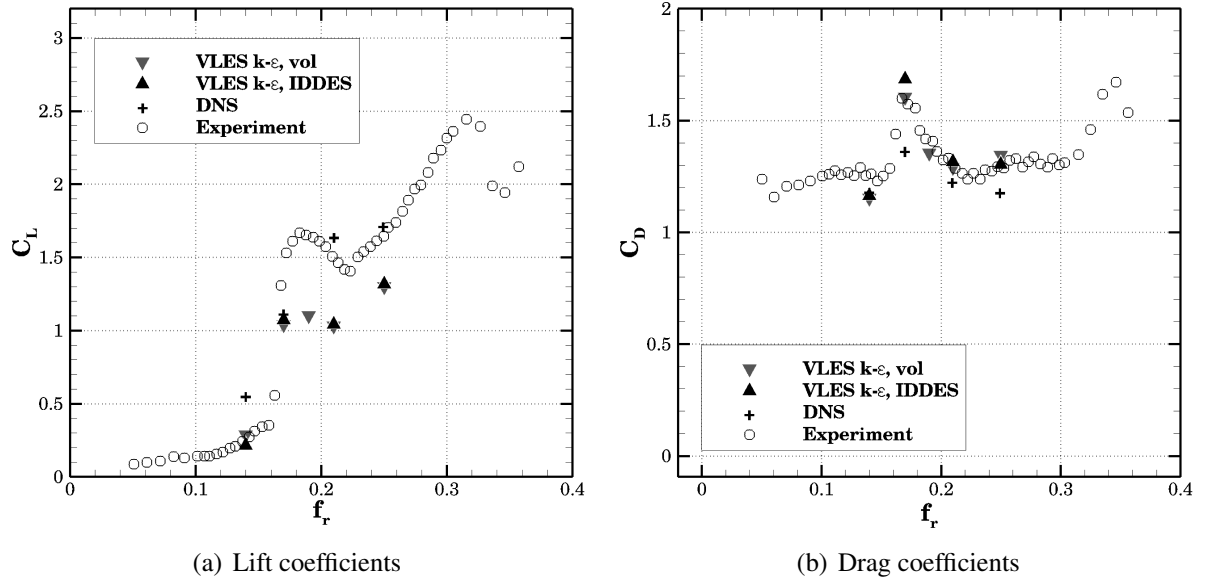 3
2.5
2
1.5
1
0.5
0
0
0.1
0.2
0.3
0.4
C_L
f_r
VLES k-ε, vol
VLES k-ε, IDDES
DNS
Experiment
(a) Lift coefficients
2
1.5
1
0.5
0
0
0.1
0.2
0.3
0.4
C_D
f_r
VLES k-ε, vol
VLES k-ε, IDDES
DNS
Experiment
(b) Drag coefficients